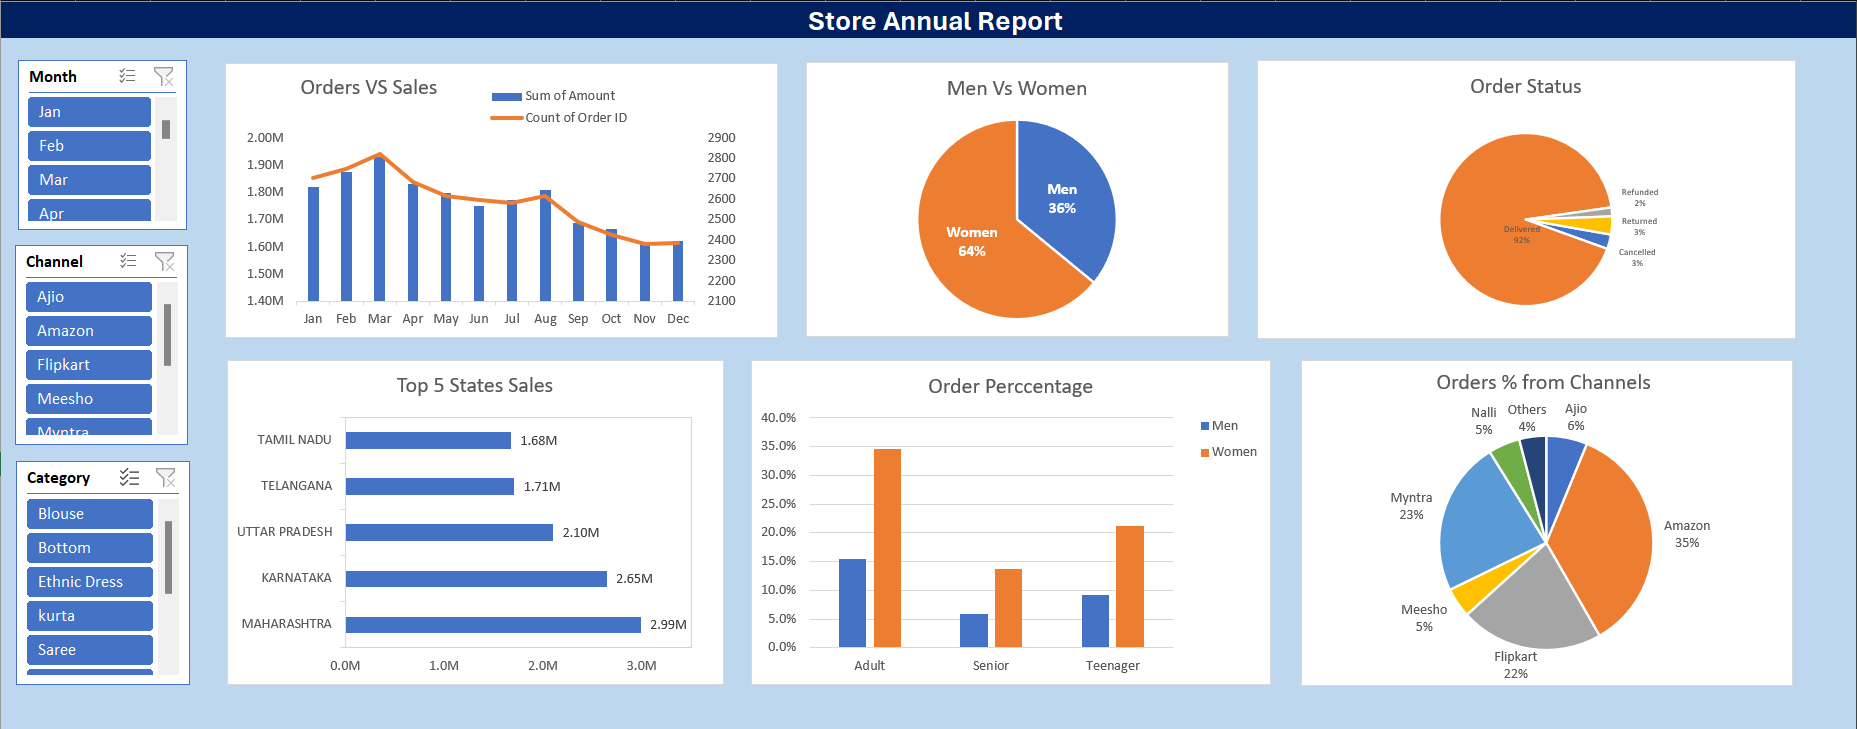 Store Annual Report
Month
Jan
Feb
Mar
Apr
Channel
Ajio
Amazon
Flipkart
Meesho
Myntra
Category
Blouse
Bottom
Ethnic Dress
kurta
Saree
Orders VS Sales
Sum of Amount
Count of Order ID
2.00M
1.90M
1.80M
1.70M
1.60M
1.50M
1.40M
2900
2800
2700
2600
2500
2400
2300
2200
2100
Jan Feb Mar Apr May Jun Jul Aug Sep Oct Nov Dec
Men Vs Women
Men
36%
Women
64%
Order Status
Refunded
2%
Returned
3%
Delivered
92%
Cancelled
3%
Top 5 States Sales
TAMIL NADU 1.68M
TELANGANA 1.71M
UTTAR PRADESH 2.10M
KARNATAKA 2.65M
MAHARASHTRA 2.99M
0.0M 1.0M 2.0M 3.0M
Order Perccentage
40.0%
35.0%
30.0%
25.0%
20.0%
15.0%
10.0%
5.0%
0.0%
Adult Senior Teenager
Men
Women
Orders % from Channels
Nalli
5%
Others
4%
Ajio
6%
Myntra
23%
Amazon
35%
Meesho
5%
Flipkart
22%